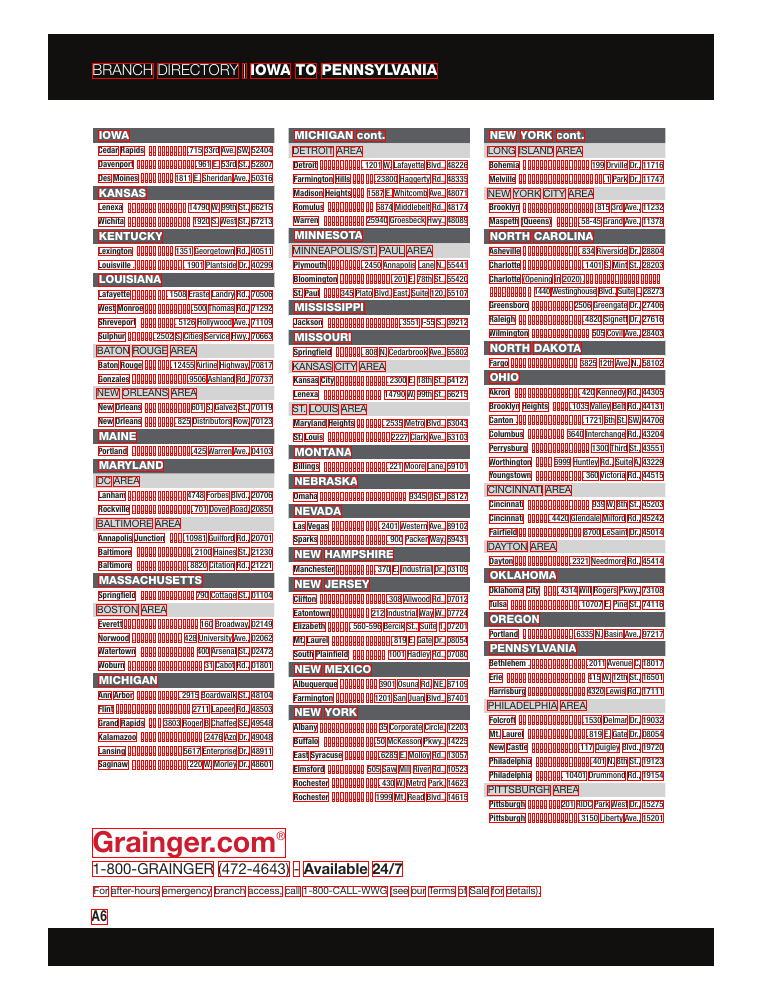 BRANCH DIRECTORY | IOWA TO PENNSYLVANIA
IOWA
Cedar Rapids . . . . . . . . . 715 33rd Ave. SW, 52404
Davenport . . . . . . . . . 961 E. 53rd St., 52807
Des Moines . . . . . . . . . 1811 E. Sheridan Ave., 50316
KANSAS
Lenexa . . . . . . . . . 14790 W. 99th St., 66215
Wichita . . . . . . . . . 1920 S. West St., 67213
KENTUCKY
Lexington . . . . . . . . . 1351 Georgetown Rd., 40511
Louisville . . . . . . . . . 1901 Plantside Dr., 40299
LOUISIANA
Lafayette . . . . . . . . . 1508 Eraste Landry Rd., 70506
West Monroe . . . . . . . . . 500 Thomas Rd., 71292
Shreveport . . . . . . . . . 5126 Hollywood Ave., 71109
Sulphur . . . . . . . . . 2502 S. Cities Service Hwy., 70663
BATON ROUGE AREA
Baton Rouge . . . . . . . . . 12455 Airline Highway, 70817
Gonzales . . . . . . . . . 9506 Ashland Rd., 70737
NEW ORLEANS AREA
New Orleans . . . . . . . . . 601 S. Galvez St., 70119
New Orleans . . . . . . . . . 825 Distributors Row, 70123
MAINE
Portland . . . . . . . . . 425 Warren Ave., 04103
MARYLAND
DC AREA
Lanham . . . . . . . . . 4748 Forbes Blvd., 20706
Rockville . . . . . . . . . 701 Dover Road, 20850
BALTIMORE AREA
Annapolis Junction . . . . 10981 Guilford Rd., 20701
Baltimore . . . . . . . . . 2100 Haines St., 21230
Baltimore . . . . . . . . . 8820 Citation Rd., 21221
MASSACHUSETTS
Springfield . . . . . . . . . 790 Cottage St., 01104
BOSTON AREA
Everett . . . . . . . . . 160 Broadway, 02149
Norwood . . . . . . . . . 428 University Ave., 02062
Watertown . . . . . . . . . 400 Arsenal St., 02472
Woburn . . . . . . . . . 31 Cabot Rd., 01801
MICHIGAN
Ann Arbor . . . . . . . . . 2915 Boardwalk St., 48104
Flint . . . . . . . . . 2711 Lapeer Rd., 48503
Grand Rapids . . . 3803 Roger B. Chaffee SE, 49548
Kalamazoo . . . . . . . . . 2476 Azo Dr., 49048
Lansing . . . . . . . . . 5617 Enterprise Dr., 48911
Saginaw . . . . . . . . . 220 W. Morley Dr., 48601
MICHIGAN cont.
DETROIT AREA
Detroit . . . . . . . . . 1201 W. Lafayette Blvd., 48226
Farmington Hills . . . . 23800 Haggerty Rd., 48335
Madison Heights . . . . 1587 E. Whitcomb Ave., 48071
Romulus . . . . . . . . . 6874 Middlebelt Rd., 48174
Warren . . . . . . . . . 25940 Groesbeck Hwy., 48089
MINNESOTA
MINNEAPOLIS/ST. PAUL AREA
Plymouth . . . . . . . . . 2450 Annapolis Lane N., 55441
Bloomington . . . . . . . . . 201 E. 78th St., 55420
St. Paul . . . . 345 Plato Blvd. East, Suite 120, 55107
MISSISSIPPI
Jackson . . . . . . . . . 3551 I-55 S., 39212
MISSOURI
Springfield . . . . 808 N. Cedarbrook Ave., 65802
KANSAS CITY AREA
Kansas City . . . . . . . . . 2300 E. 18th St., 64127
Lenexa . . . . . . . . . 14790 W. 99th St., 66215
ST. LOUIS AREA
Maryland Heights . . . . . . 2535 Metro Blvd., 63043
St. Louis . . . . . . . . . 2227 Clark Ave., 63103
MONTANA
Billings . . . . . . . . . 221 Moore Lane, 59101
NEBRASKA
Omaha . . . . . . . . . 9345 J St., 68127
NEVADA
Las Vegas . . . . . . . . . 2401 Western Ave., 89102
Sparks . . . . . . . . . 900 Packer Way, 89431
NEW HAMPSHIRE
Manchester . . . . . . . . . 370 E. Industrial Dr., 03109
NEW JERSEY
Clifton . . . . . . . . . 308 Allwood Rd., 07012
Eatontown . . . . . . . . . 212 Industrial Way W., 07724
Elizabeth . . . . 560-596 Bercik St., Suite 1, 07201
Mt. Laurel . . . . . . . . . 819 E. Gate Dr., 08054
South Plainfield . . . . . . 1001 Hadley Rd., 07080
NEW MEXICO
Albuquerque . . . . . . . . . 3901 Osuna Rd. NE, 87109
Farmington . . . . . . . . . 1201 San Juan Blvd., 87401
NEW YORK
Albany . . . . . . . . . 35 Corporate Circle, 12203
Buffalo . . . . . . . . . 50 McKesson Pkwy., 14225
East Syracuse . . . . . . . . . 6285 E. Molloy Rd., 13057
Elmsford . . . . . . . . . 505 Saw Mill River Rd., 10523
Rochester . . . . . . . . . 430 W. Metro Park, 14623
Rochester . . . . . . . . . 1999 Mt. Read Blvd., 14615
NEW YORK cont.
LONG ISLAND AREA
Bohemia . . . . . . . . . 199 Orville Dr., 11716
Melville . . . . . . . . . 1 Park Dr., 11747
NEW YORK CITY AREA
Brooklyn . . . . . . . . . 815 3rd Ave., 11232
Maspeth (Queens) . . . . . . 58-45 Grand Ave., 11378
NORTH CAROLINA
Asheville . . . . . . . . . 834 Riverside Dr., 28804
Charlotte . . . . . . . . . 1401 S. Mint St., 28203
Charlotte (Opening in 2020) . . . . . . . . .
. . . . . . . . . 1440 Westinghouse Blvd., Suite ., 28273
Greensboro . . . . . . . . . 2506 Greengate Dr., 27406
Raleigh . . . . . . . . . 4820 Signett Dr., 27616
Wilmington . . . . . . . . . 505 Covil Ave., 28403
NORTH DAKOTA
Fargo . . . . . . . . . 3825 12th Ave. N., 58102
OHIO
Akron . . . . . . . . . 420 Kennedy Rd., 44305
Brooklyn Heights . . . . 1035 Valley Belt Rd., 44131
Canton . . . . . . . . . 1721 6th St. SW, 44706
Columbus . . . . . . . . . 3640 Interchange Rd., 43204
Perrysburg . . . . . . . . . 1300 Third St., 43551
Worthington . . . . 6999 Huntley Rd., Suite A, 43229
Youngstown . . . . . . . . . 360 Victoria Rd., 44515
CINCINNATI AREA
Cincinnati . . . . . . . . . 935 W. 8th St., 45203
Cincinnati . . . . 4420 Glendale Milford Rd., 45242
Fairfield . . . . . . . . . 8700 LeSaint Dr., 45014
DAYTON AREA
Dayton . . . . . . . . . 2321 Needmore Rd., 45414
OKLAHOMA
Oklahoma City . . . . 4314 Will Rogers Pkwy., 73108
Tulsa . . . . . . . . . 10707 E. Pine St., 74116
OREGON
Portland . . . . . . . . . 6335 N. Basin Ave., 97217
PENNSYLVANIA
Bethlehem . . . . . . . . . 2011 Avenue C, 18017
Erie . . . . . . . . . 415 W. 12th St., 16501
Harrisburg . . . . . . . . . 4320 Lewis Rd., 17111
PHILADELPHIA AREA
Folcroft . . . . . . . . . 1530 Delmar Dr., 19032
Mt. Laurel . . . . . . . . . 819 E. Gate Dr., 08054
New Castle . . . . . . . . . 117 Quigley Blvd., 19720
Philadelphia . . . . . . . . . 401 N. 8th St., 19123
Philadelphia . . . . . . . . . 10401 Drummond Rd., 19154
PITTSBURGH AREA
Pittsburgh . . . . . . 201 RIDC Park West Dr., 15275
Pittsburgh . . . . . . . . . 3150 Liberty Ave., 15201
Grainger.com®
1-800-GRAINGER (472-4643) – Available 24/7
For after-hours emergency branch access, call 1-800-CALL-WWG (see our Terms of Sale for details).
A6